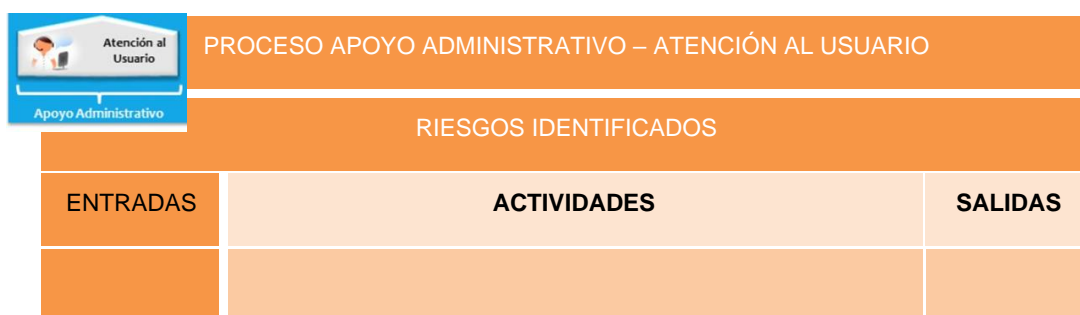 Atención al
Usuario
Apoyo Administrativo
PROCESO APOYO ADMINISTRATIVO – ATENCIÓN AL USUARIO
RIESGOS IDENTIFICADOS
ENTRADAS
ACTIVIDADES
SALIDAS